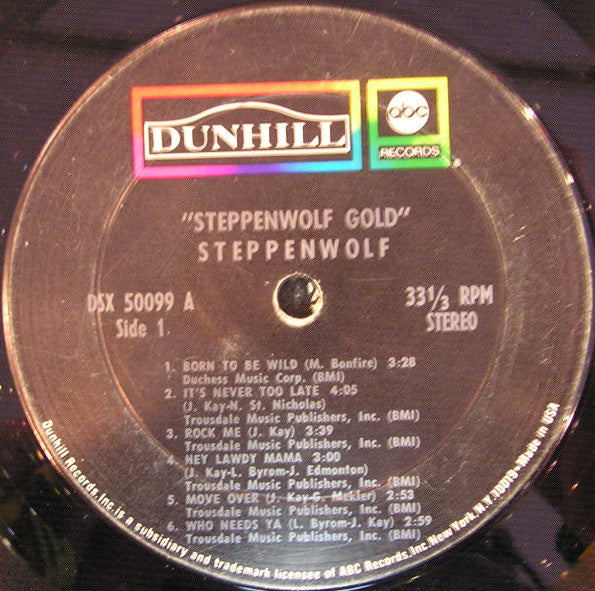 DUNHILL
abc
RECORDS
"STEPPENWOLF GOLD"
STEPPENWOLF
DSX 50099 A
Side 1
33 1/3 RPM
STEREO
1. BORN TO BE WILD (M. Bonfire) 3:28
Duchess Music Corp. (BMI)
2. IT'S NEVER TOO LATE 4:05
(J. Kay-N. St. Nicholas)
Trousdale Music Publishers, Inc. (BMI)
3. ROCK ME (J. Kay) 3:39
Trousdale Music Publishers, Inc. (BMI)
4. HEY LAWDY MAMA 3:00
(J. Kay-L. Byrom-J. Edmonton)
Trousdale Music Publishers, Inc. (BMI)
5. MOVE OVER (J. Kay-G. Mekler) 2:53
Trousdale Music Publishers, Inc. (BMI)
6. WHO NEEDS YA (L. Byrom-J. Kay) 2:59
Trousdale Music Publishers, Inc. (BMI)
Dunhill Records, Inc. is a subsidiary and trademark licensee of ABC Records, Inc. New York, N.Y. 10019-Made in USA